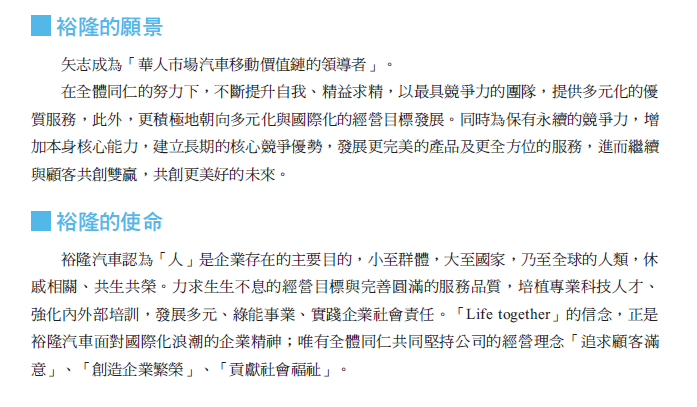 裕隆的願景
矢志成為「華人市場汽車移動價值鏈的領導者」。
在全體同仁的努力下，不斷提升自我、精益求精，以最具競爭力的團隊，提供多元化的優
質服務，此外，更積極地朝向多元化與國際化的經營目標發展。同時為保有永續的競爭力，增
加本身核心能力，建立長期的核心競爭優勢，發展更完美的產品及更全方位的服務，進而繼續
與顧客共創雙贏，共創更美好的未來。
裕隆的使命
裕隆汽車認為「人」是企業存在的主要目的，小至群體，大至國家，乃至全球的人類，休
戚相關、共生共榮。力求生生不息的經營目標與完善圓滿的服務品質，培植專業科技人才、
強化內外部培訓，發展多元、綠能事業、實踐企業社會責任。「Life together」的信念，正是
裕隆汽車面對國際化浪潮的企業精神；唯有全體同仁共同堅持公司的經營理念「追求顧客滿
意」、「創造企業繁榮」、「貢獻社會福祉」。